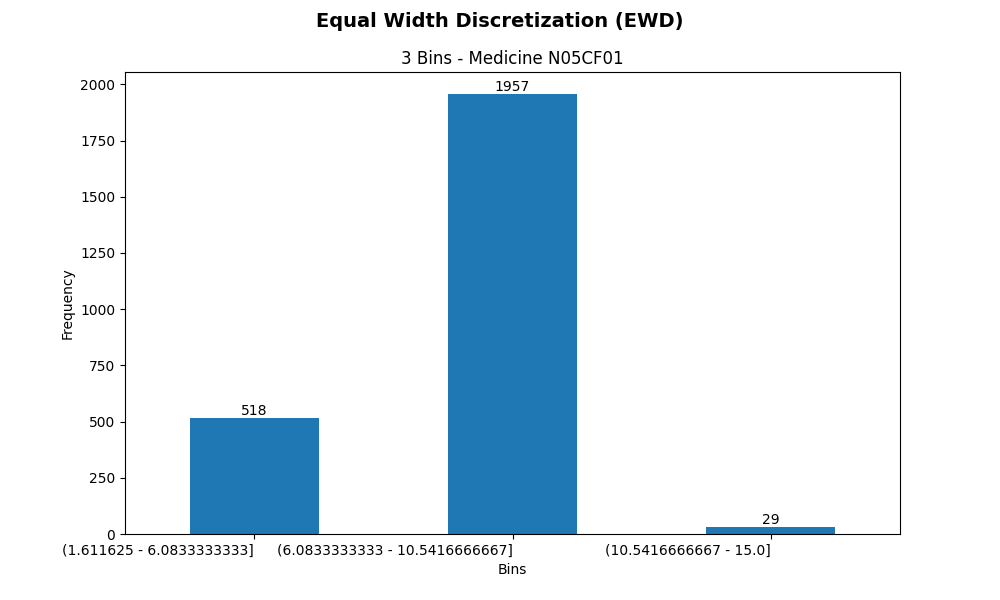 Equal Width Discretization (EWD)
3 Bins - Medicine N05CF01
2000
1750
1500
1250
1000
750
500
250
0
Frequency
518
1957
29
(1.611625 - 6.0833333333] (6.0833333333 - 10.5416666667] (10.5416666667 - 15.0]
Bins